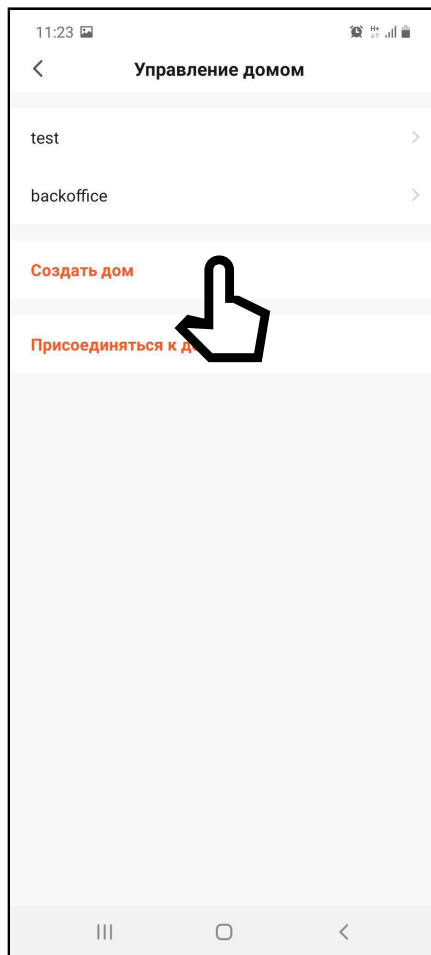 11:23
H+
Управление домом
test
backoffice
Создать дом
Присоединяться к